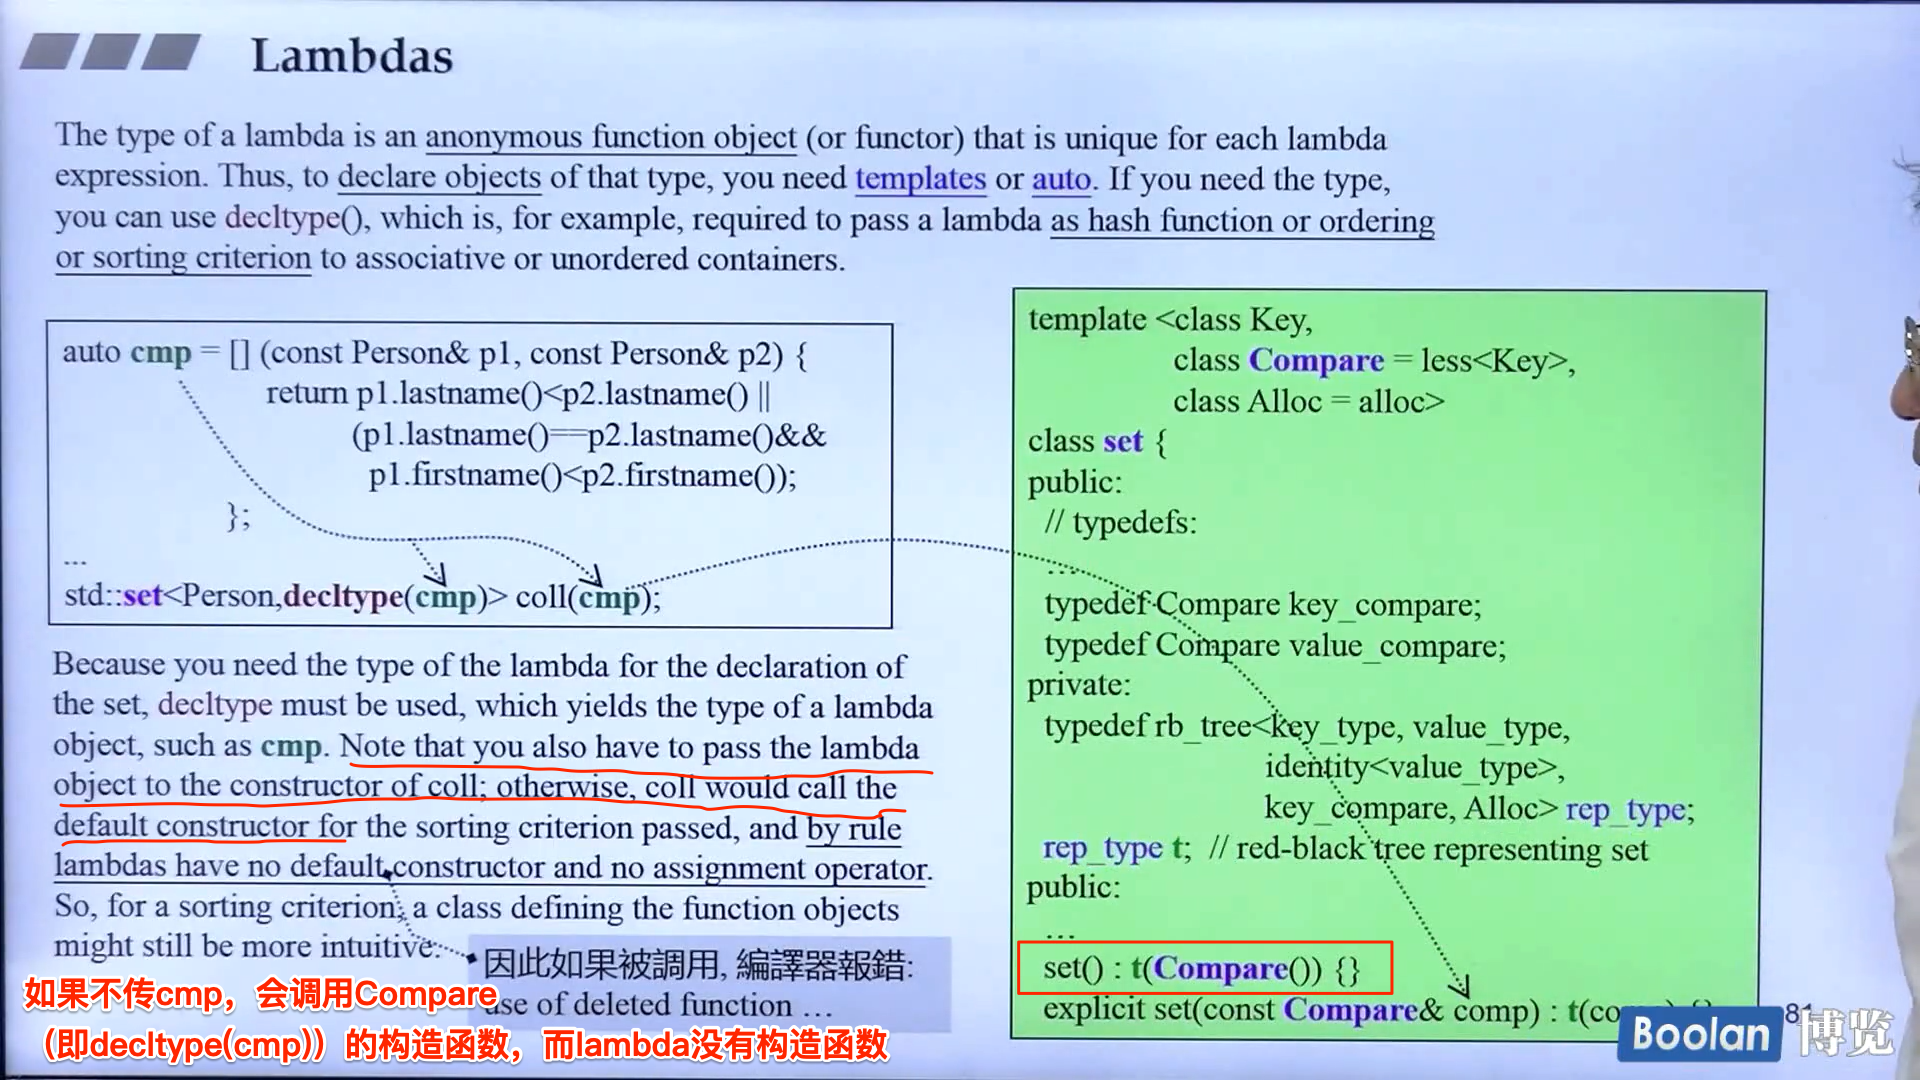 Lambdas
The type of a lambda is an anonymous function object (or functor) that is unique for each lambda
expression. Thus, to declare objects of that type, you need templates or auto. If you need the type,
you can use decltype(), which is, for example, required to pass a lambda as hash function or ordering
or sorting criterion to associative or unordered containers.
auto cmp = [] (const Person& p1, const Person& p2) {
return p1.lastname()<p2.lastname() ||
(p1.lastname()==p2.lastname()&&
p1.firstname()<p2.firstname());
};
...
std::set<Person,decltype(cmp)> coll(cmp);
Because you need the type of the lambda for the declaration of
the set, decltype must be used, which yields the type of a lambda
object, such as cmp. Note that you also have to pass the lambda
object to the constructor of coll; otherwise, coll would call the
default constructor for the sorting criterion passed, and by rule
lambdas have no default constructor and no assignment operator.
So, for a sorting criterion, a class defining the function objects
might still be more intuitive.
因此如果被調用, 編譯器報錯:
use of deleted function ...
如果不传cmp，会调用Compare
（即decltype(cmp)）的构造函数，而lambda没有构造函数
template <class Key,
class Compare = less<Key>,
class Alloc = alloc>
class set {
public:
// typedefs:
...
typedef Compare key_compare;
typedef Compare value_compare;
private:
typedef rb_tree<key_type, value_type,
identity<value_type>,
key_compare, Alloc> rep_type;
rep_type t; // red-black tree representing set
public:
...
set() : t(Compare()) {}
explicit set(const Compare& comp) : t(co
81
Boolan 博览